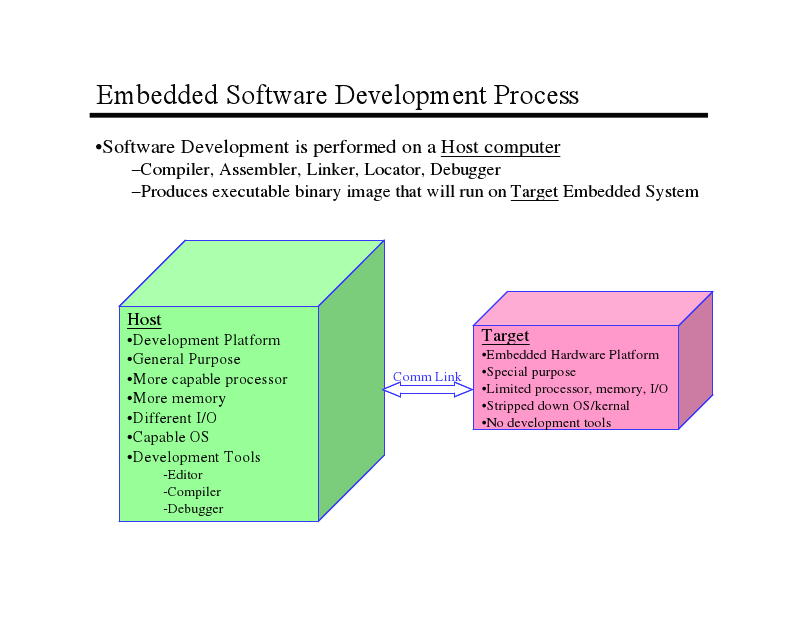 Embedded Software Development Process
•Software Development is performed on a Host computer
–Compiler, Assembler, Linker, Locator, Debugger
–Produces executable binary image that will run on Target Embedded System
Host
•Development Platform
•General Purpose
•More capable processor
•More memory
•Different I/O
•Capable OS
•Development Tools
-Editor
-Compiler
-Debugger
Comm Link
Target
•Embedded Hardware Platform
•Special purpose
•Limited processor, memory, I/O
•Stripped down OS/kernal
•No development tools